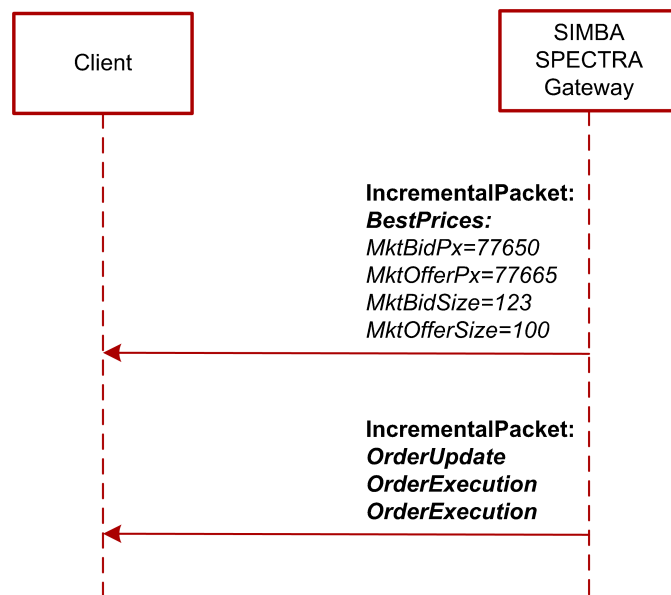 Client
SIMBA
SPECTRA
Gateway
IncrementalPacket:
BestPrices:
MktBidPx=77650
MktOfferPx=77665
MktBidSize=123
MktOfferSize=100
IncrementalPacket:
OrderUpdate
OrderExecution
OrderExecution